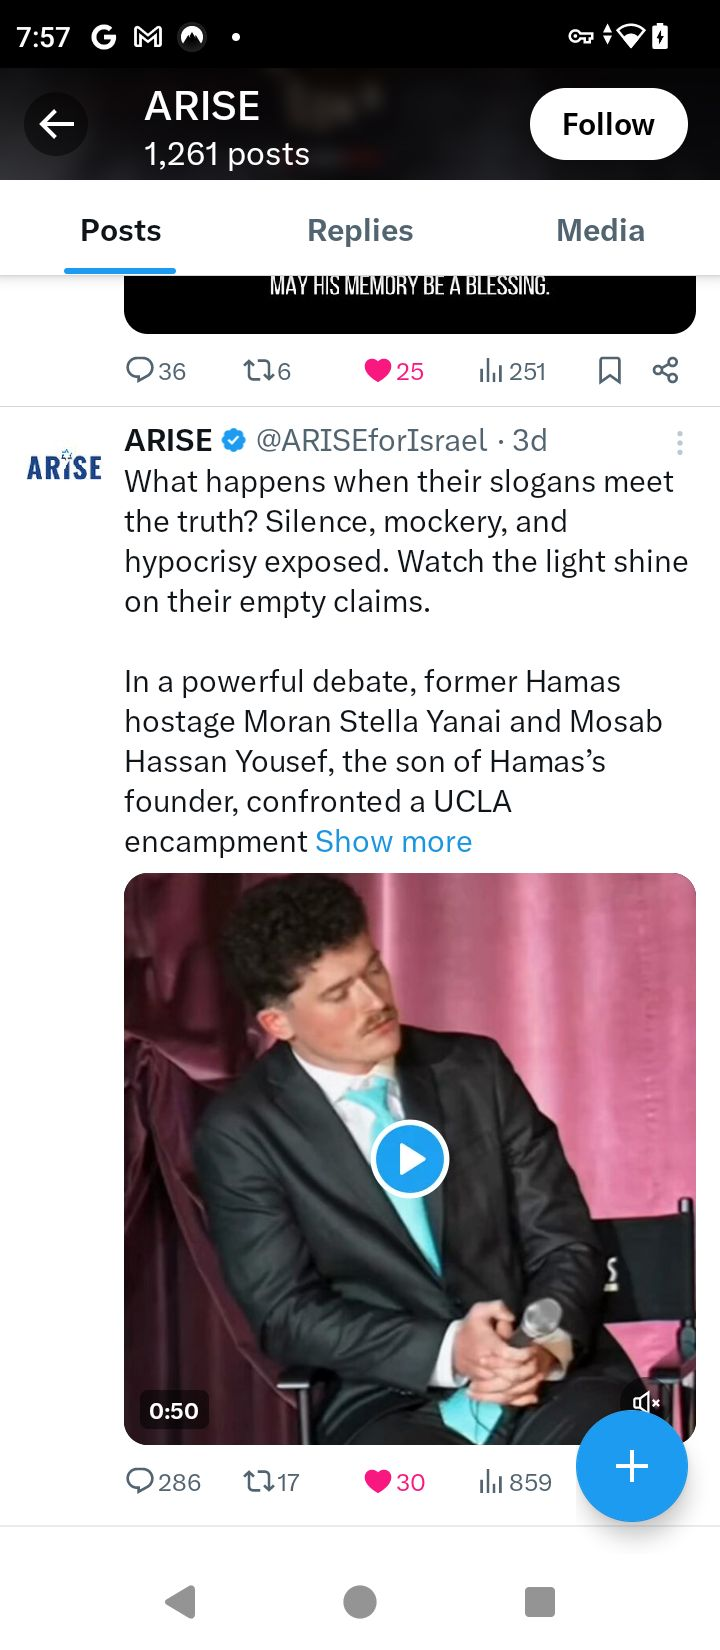 7:57
ARISE
1,261 posts
Follow
Posts
Replies
Media
MAY HIS MEMORY BE A BLESSING.
36 6 25 251
ARISE @ARISEforIsrael · 3d
ARISE
What happens when their slogans meet
the truth? Silence, mockery, and
hypocrisy exposed. Watch the light shine
on their empty claims.
In a powerful debate, former Hamas
hostage Moran Stella Yanai and Mosab
Hassan Yousef, the son of Hamas’s
founder, confronted a UCLA
encampment Show more
S
0:50
286 17 30 859